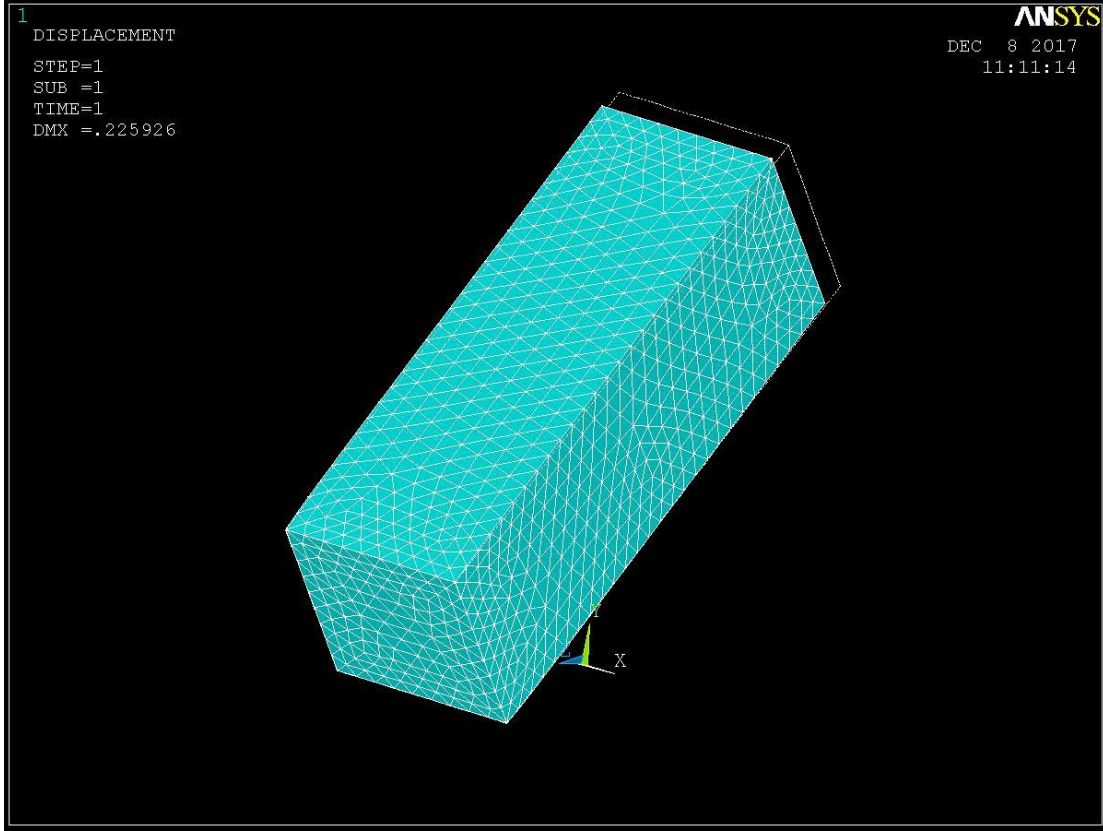 1
DISPLACEMENT
STEP=1
SUB =1
TIME=1
DMX =.225926
ANSYS
DEC  8 2017
11:11:14
Y
Z
X